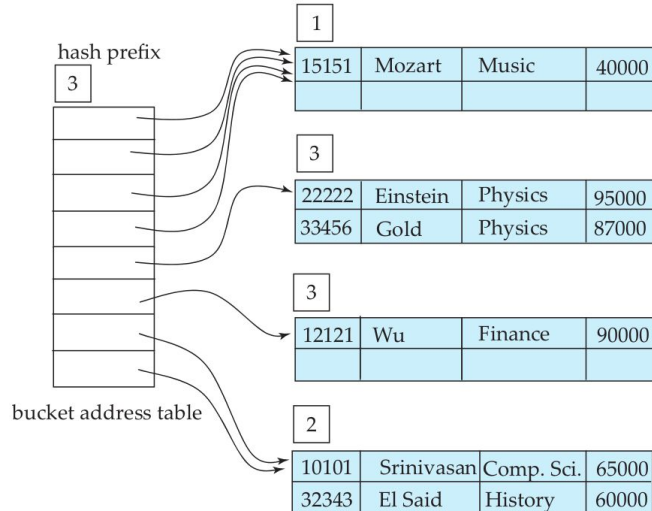 hash prefix
3
bucket address table
1
15151 Mozart Music 40000
3
22222 Einstein Physics 95000
33456 Gold Physics 87000
3
12121 Wu Finance 90000
2
10101 Srinivasan Comp. Sci. 65000
32343 El Said History 60000